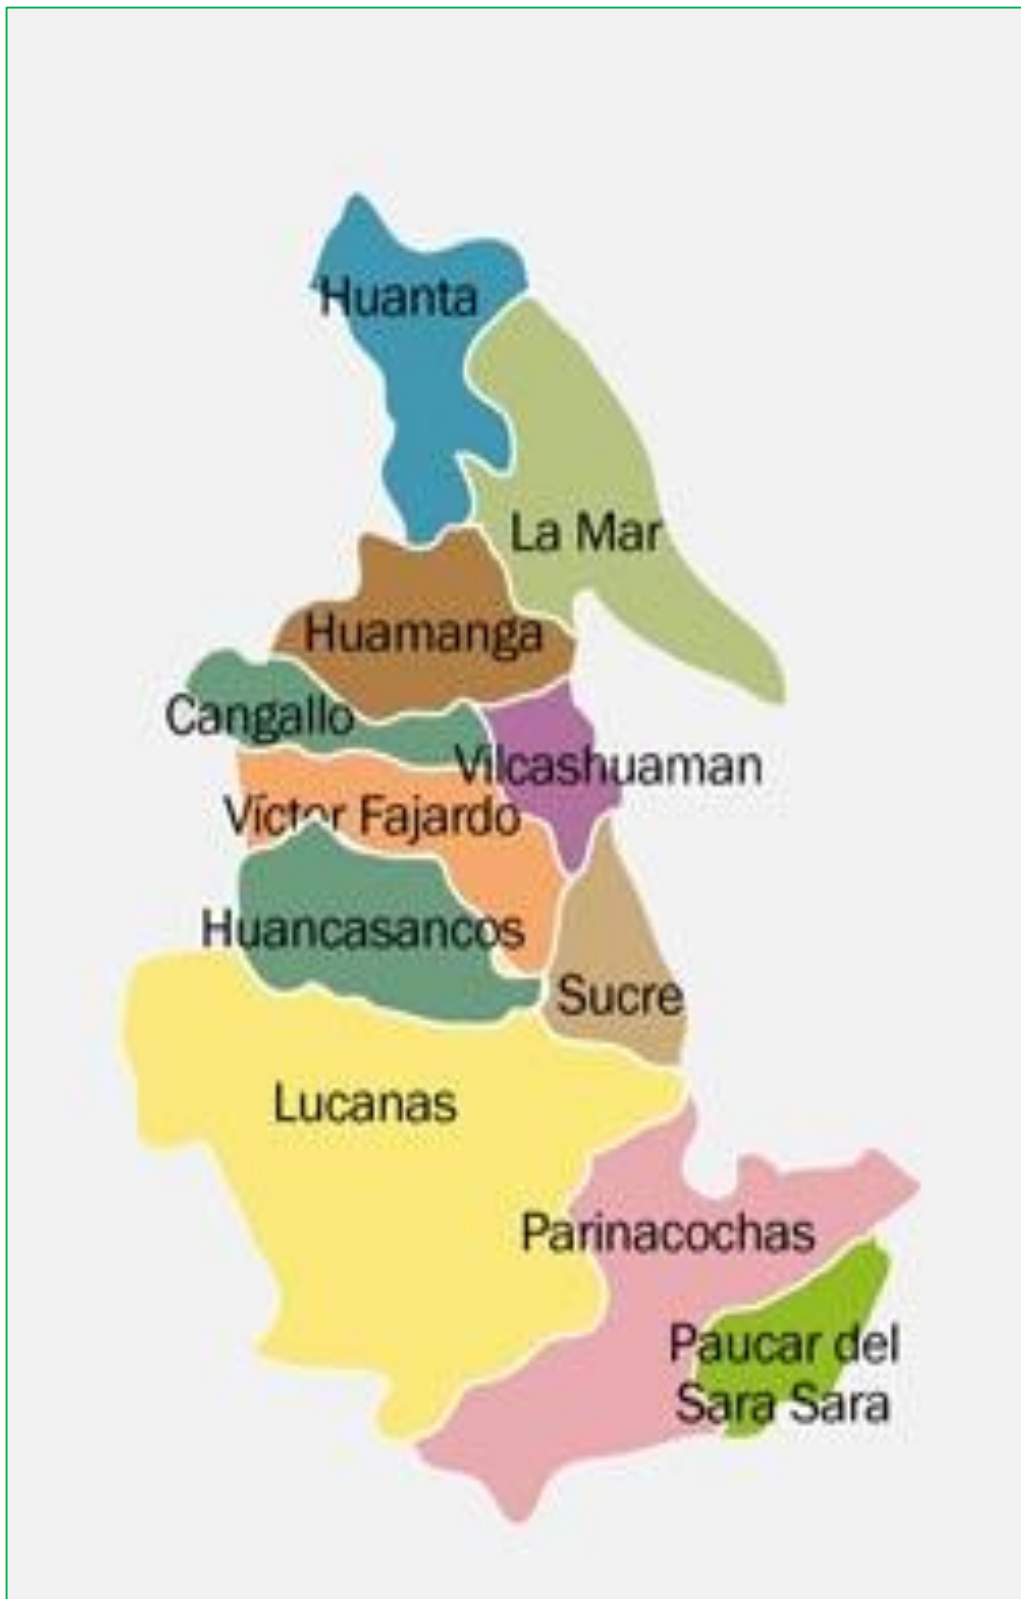 Huanta
La Mar
Huamanga
Cangallo
Vilcashuaman
Víctor Fajardo
Huancasancos
Sucre
Lucanas
Parinacochas
Paucar del
Sara Sara